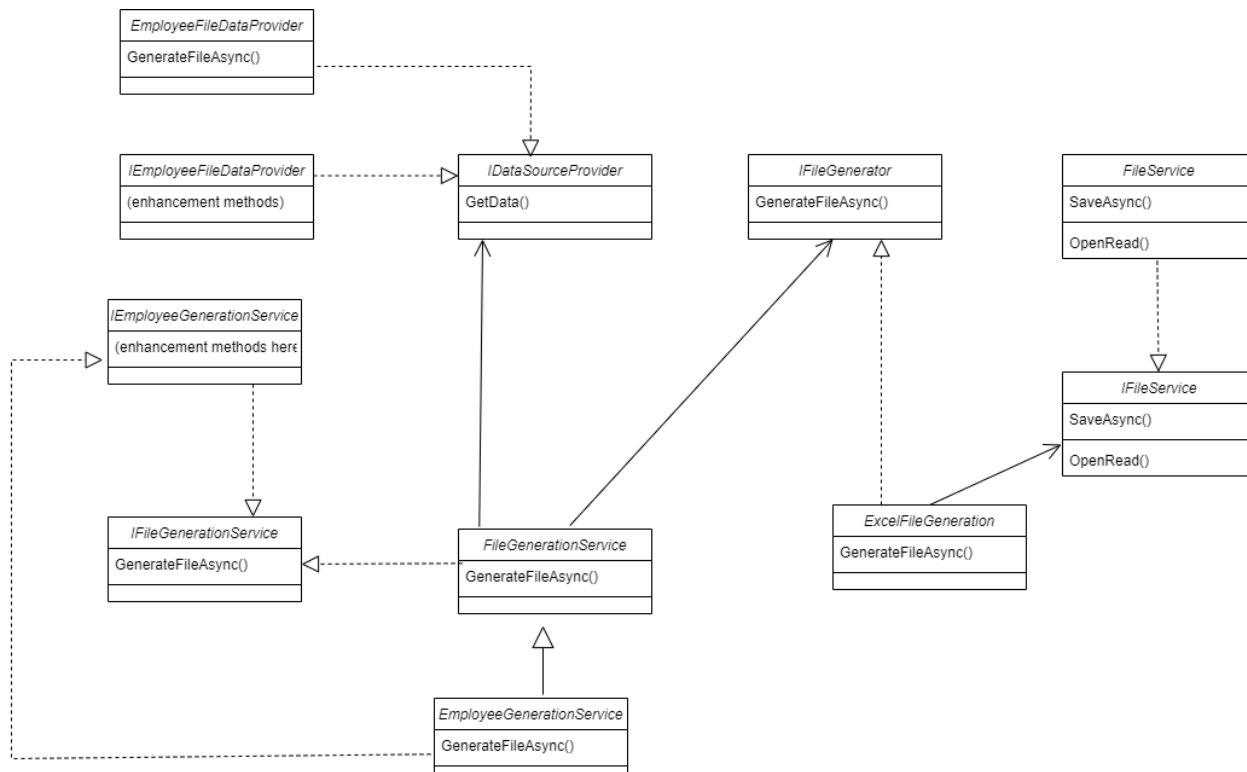 EmployeeFileDataProvider
GenerateFileAsync()
IEmployeeFileDataProvider
(enhancement methods)
IDataSourceProvider
GetData()
IFileGenerator
GenerateFileAsync()
FileService
SaveAsync()
OpenRead()
IEmployeeGenerationService
(enhancement methods here
IFileService
SaveAsync()
OpenRead()
IFileGenerationService
GenerateFileAsync()
FileGenerationService
GenerateFileAsync()
ExcelFileGeneration
GenerateFileAsync()
EmployeeGenerationService
GenerateFileAsync()